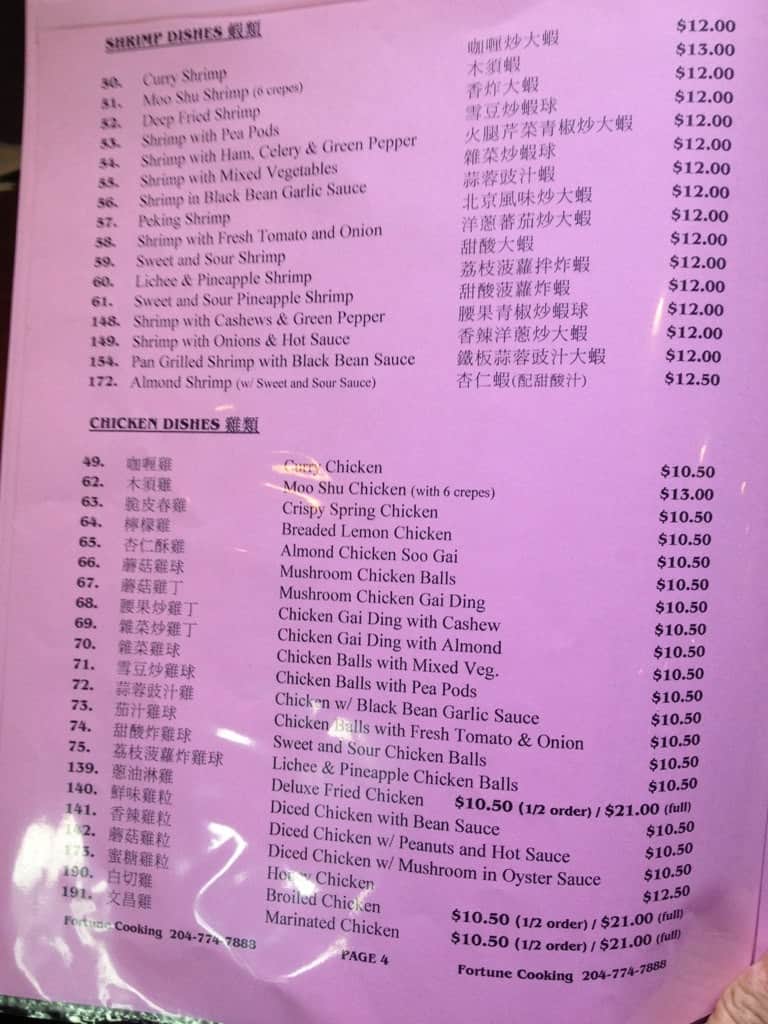 SHRIMP DISHES 蝦類
50. Curry Shrimp 咖喱炒大蝦 $12.00
51. Moo Shu Shrimp (6 crepes) 木須蝦 $13.00
52. Deep Fried Shrimp 香炸大蝦 $12.00
53. Shrimp with Pea Pods 雪豆炒蝦球 $12.00
54. Shrimp with Ham, Celery & Green Pepper 火腿芹菜青椒炒大蝦 $12.00
55. Shrimp with Mixed Vegetables 雜菜炒蝦球 $12.00
56. Shrimp in Black Bean Garlic Sauce 蒜蓉豉汁蝦 $12.00
57. Peking Shrimp 北京風味炒大蝦 $12.00
58. Shrimp with Fresh Tomato and Onion 洋蔥蕃茄炒大蝦 $12.00
59. Sweet and Sour Shrimp 甜酸大蝦 $12.00
60. Lichee & Pineapple Shrimp 荔枝菠蘿拌炸蝦 $12.00
61. Sweet and Sour Pineapple Shrimp 甜酸菠蘿炸蝦 $12.00
148. Shrimp with Cashews & Green Pepper 腰果青椒炒蝦球 $12.00
149. Shrimp with Onions & Hot Sauce 香辣洋蔥炒大蝦 $12.00
154. Pan Grilled Shrimp with Black Bean Sauce 鐵板蒜蓉豉汁大蝦 $12.00
172. Almond Shrimp (w/ Sweet and Sour Sauce) 杏仁蝦(配甜酸汁) $12.50
CHICKEN DISHES 雞類
49. 咖喱雞 Curry Chicken $10.50
62. 木須雞 Moo Shu Chicken (with 6 crepes) $13.00
63. 脆皮春雞 Crispy Spring Chicken $10.50
64. 檸檬雞 Breaded Lemon Chicken $10.50
65. 杏仁酥雞 Almond Chicken Soo Gai $10.50
66. 蘑菇雞球 Mushroom Chicken Balls $10.50
67. 蘑菇雞丁 Mushroom Chicken Gai Ding $10.50
68. 腰果炒雞丁 Chicken Gai Ding with Cashew $10.50
69. 雜菜炒雞丁 Chicken Gai Ding with Almond $10.50
70. 雜菜雞球 Chicken Balls with Mixed Veg. $10.50
71. 雪豆炒雞球 Chicken Balls with Pea Pods $10.50
72. 蒜蓉豉汁雞 Chicken w/ Black Bean Garlic Sauce $10.50
73. 茄汁雞球 Chicken Balls with Fresh Tomato & Onion $10.50
74. 甜酸炸雞球 Sweet and Sour Chicken Balls $10.50
75. 荔枝菠蘿炸雞球 Lichee & Pineapple Chicken Balls $10.50
139. 蔥油淋雞 Deluxe Fried Chicken $10.50 (1/2 order) / $21.00 (full)
140. 鮮味雞粒 Diced Chicken with Bean Sauce $10.50
141. 香辣雞粒 Diced Chicken w/ Peanuts and Hot Sauce $10.50
142. 蘑菇雞粒 Diced Chicken w/ Mushroom in Oyster Sauce $10.50
173. 蜜糖雞粒 Honey Chicken $12.50
190. 白切雞 Broiled Chicken $10.50 (1/2 order) / $21.00 (full)
191. 文昌雞 Marinated Chicken $10.50 (1/2 order) / $21.00 (full)
Fortune Cooking 204-774-7888 PAGE 4 Fortune Cooking 204-774-7888